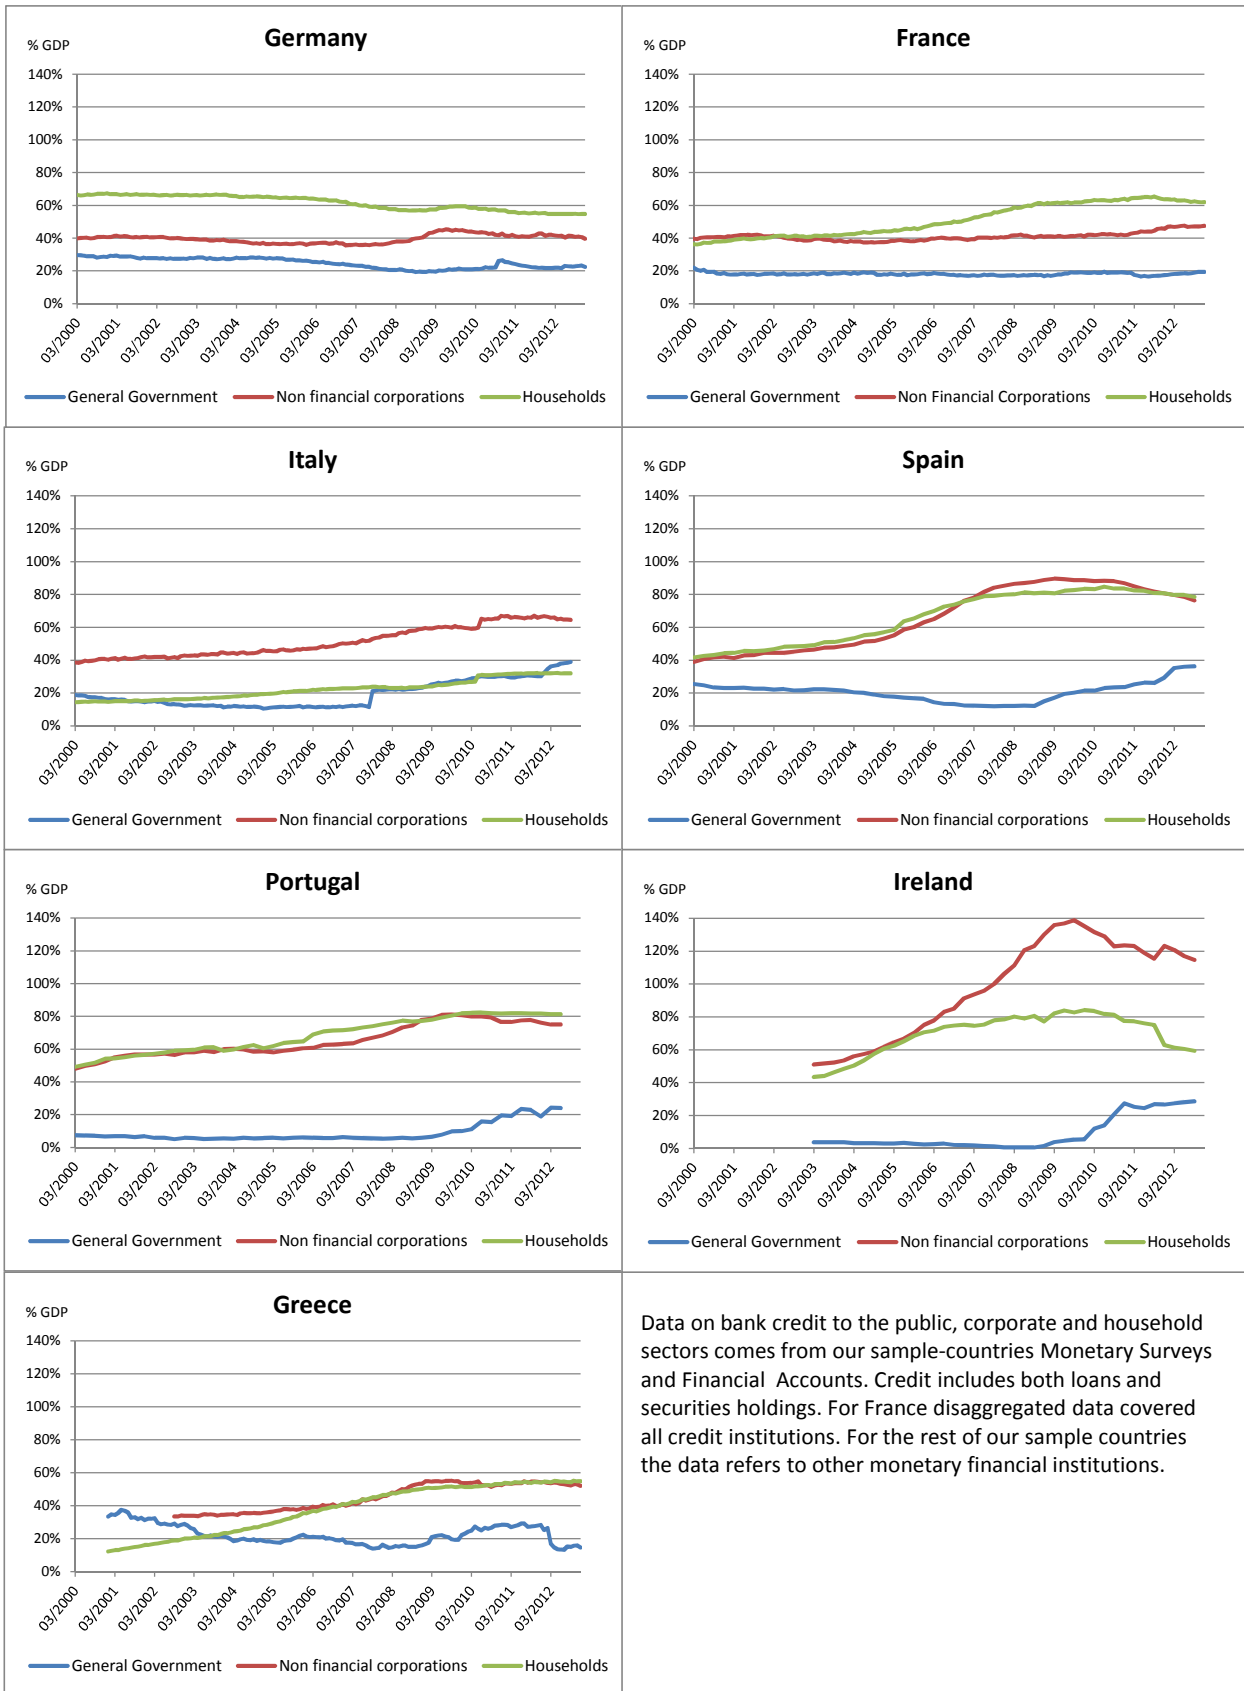 Germany
% GDP
140%
120%
100%
80%
60%
40%
20%
0%
03/2000 03/2001 03/2002 03/2003 03/2004 03/2005 03/2006 03/2007 03/2008 03/2009 03/2010 03/2011 03/2012
General Government Non financial corporations Households
France
% GDP
140%
120%
100%
80%
60%
40%
20%
0%
03/2000 03/2001 03/2002 03/2003 03/2004 03/2005 03/2006 03/2007 03/2008 03/2009 03/2010 03/2011 03/2012
General Government Non Financial Corporations Households
Italy
% GDP
140%
120%
100%
80%
60%
40%
20%
0%
03/2000 03/2001 03/2002 03/2003 03/2004 03/2005 03/2006 03/2007 03/2008 03/2009 03/2010 03/2011 03/2012
General Government Non financial corporations Households
Spain
% GDP
140%
120%
100%
80%
60%
40%
20%
0%
03/2000 03/2001 03/2002 03/2003 03/2004 03/2005 03/2006 03/2007 03/2008 03/2009 03/2010 03/2011 03/2012
General Government Non financial corporations Households
Portugal
% GDP
140%
120%
100%
80%
60%
40%
20%
0%
03/2000 03/2001 03/2002 03/2003 03/2004 03/2005 03/2006 03/2007 03/2008 03/2009 03/2010 03/2011 03/2012
General Government Non financial corporations Households
Ireland
% GDP
140%
120%
100%
80%
60%
40%
20%
0%
03/2000 03/2001 03/2002 03/2003 03/2004 03/2005 03/2006 03/2007 03/2008 03/2009 03/2010 03/2011 03/2012
General Government Non financial corporations Households
Greece
% GDP
140%
120%
100%
80%
60%
40%
20%
0%
03/2000 03/2001 03/2002 03/2003 03/2004 03/2005 03/2006 03/2007 03/2008 03/2009 03/2010 03/2011 03/2012
General Government Non financial corporations Households
Data on bank credit to the public, corporate and household
sectors comes from our sample-countries Monetary Surveys
and Financial Accounts. Credit includes both loans and
securities holdings. For France disaggregated data covered
all credit institutions. For the rest of our sample countries
the data refers to other monetary financial institutions.